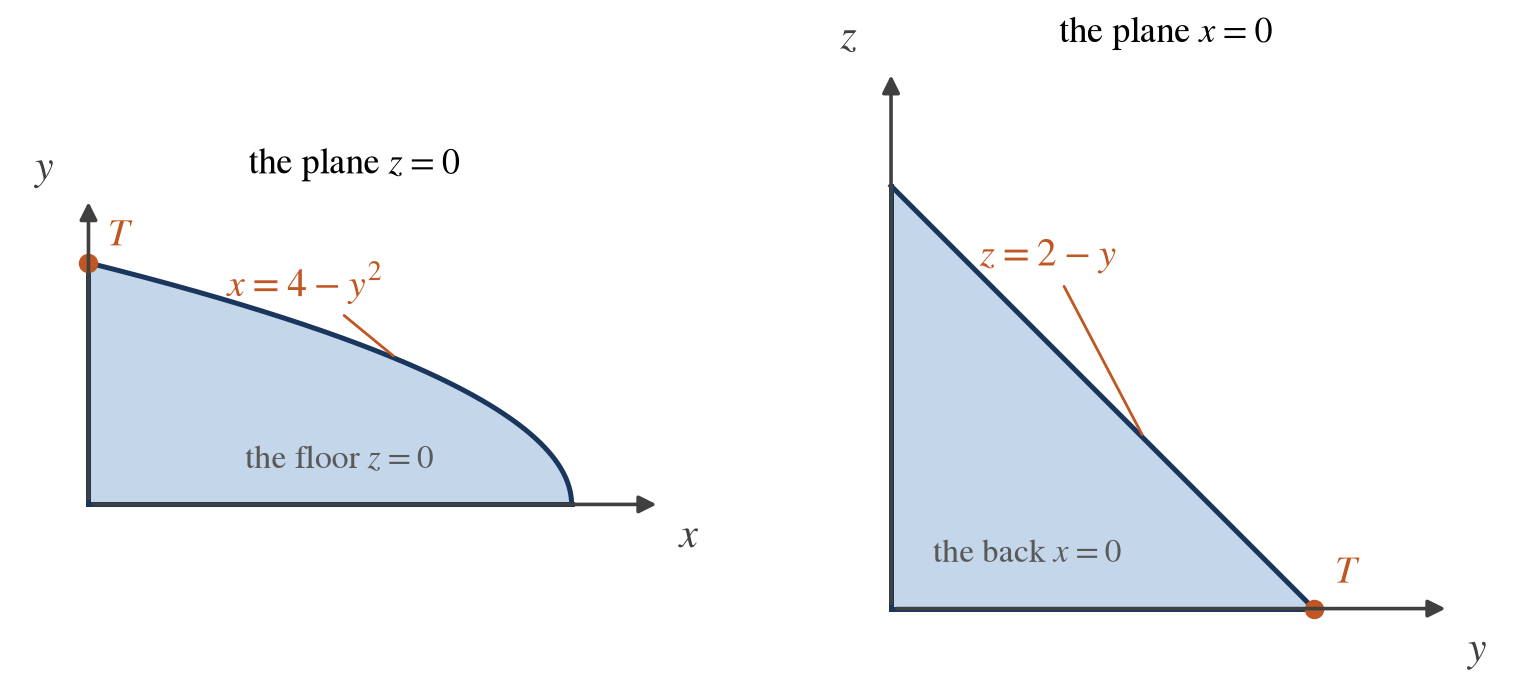 the plane z = 0
y
T
x = 4 − y²
the floor z = 0
x
the plane x = 0
z
z = 2 − y
the back x = 0
T
y